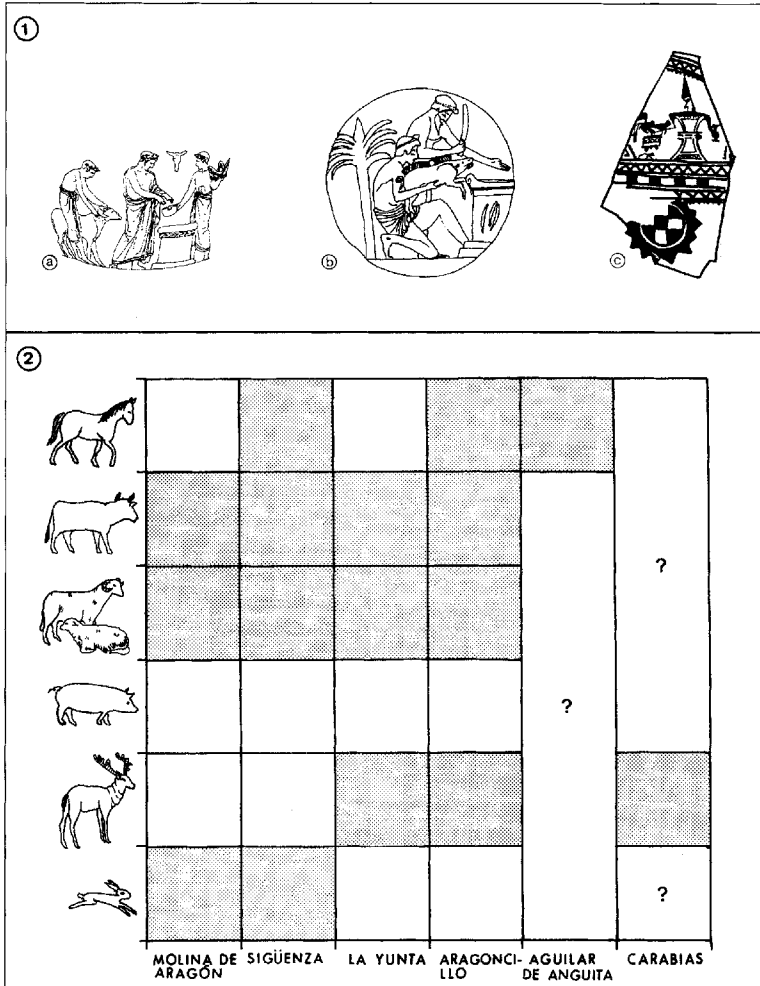 1
a
b
c
2
?
?
?
MOLINA DE ARAGÓN
SIGÜENZA
LA YUNTA
ARAGONCI-
LLO
AGUILAR
DE ANGUITA
CARABIAS